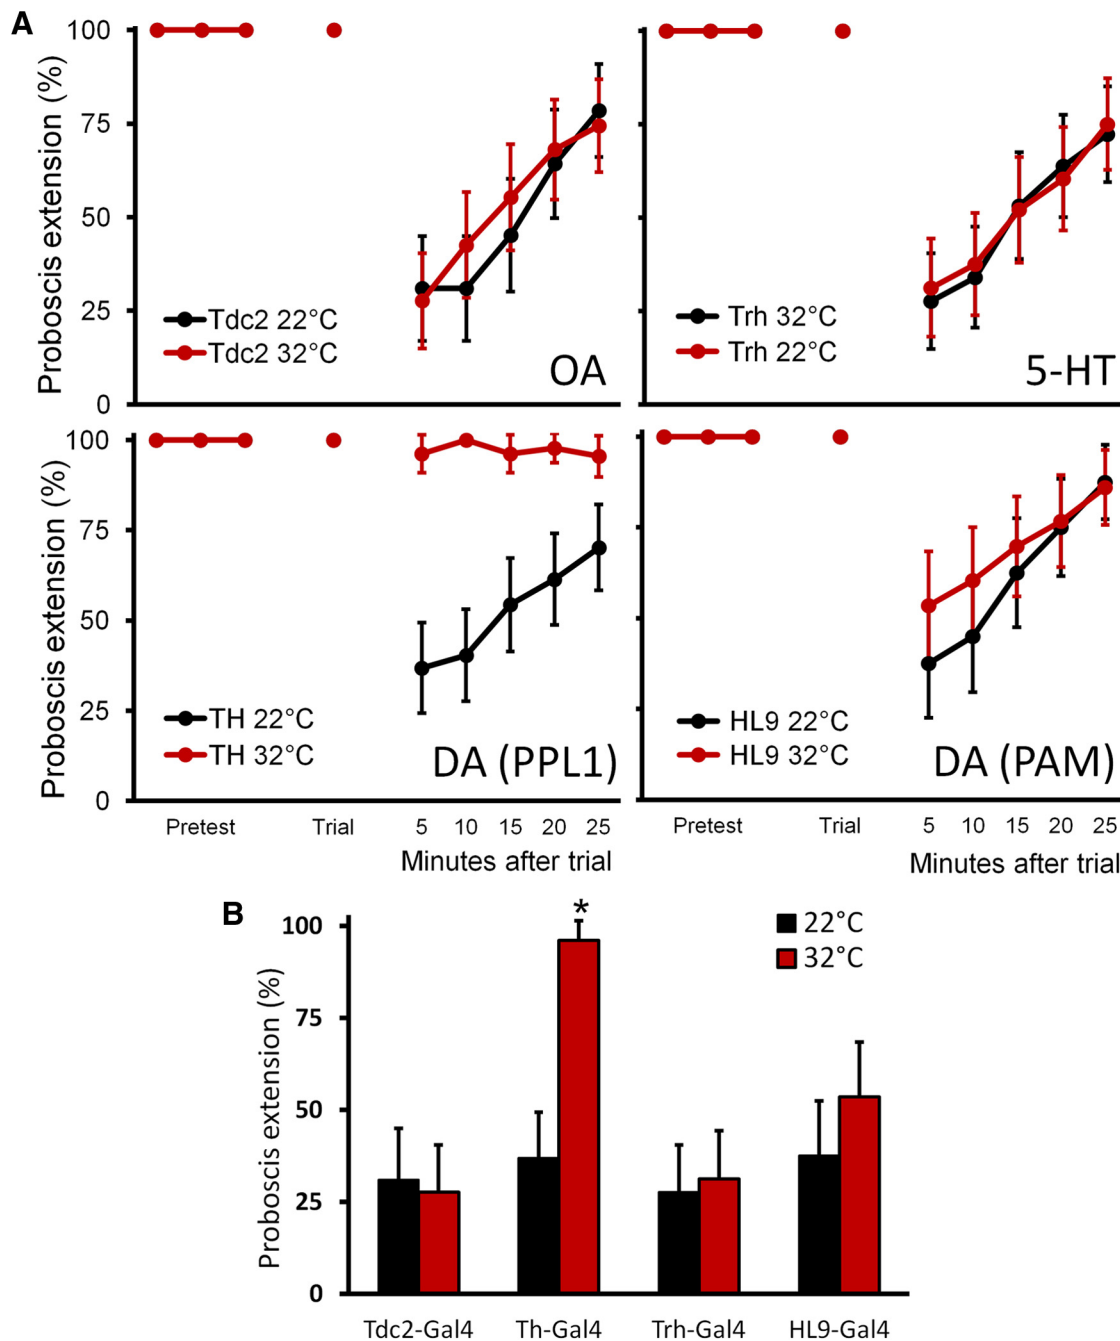 A
Proboscis extension (%)
100
75
50
25
0
Tdc2 22°C
Tdc2 32°C
OA
Trh 32°C
Trh 22°C
5-HT
Proboscis extension (%)
100
75
50
25
0
TH 22°C
TH 32°C
DA (PPL1)
HL9 22°C
HL9 32°C
DA (PAM)
Pretest Trial 5 10 15 20 25
Minutes after trial
Pretest Trial 5 10 15 20 25
Minutes after trial
B
Proboscis extension (%)
100
75
50
25
0
*
22°C
32°C
Tdc2-Gal4 Th-Gal4 Trh-Gal4 HL9-Gal4